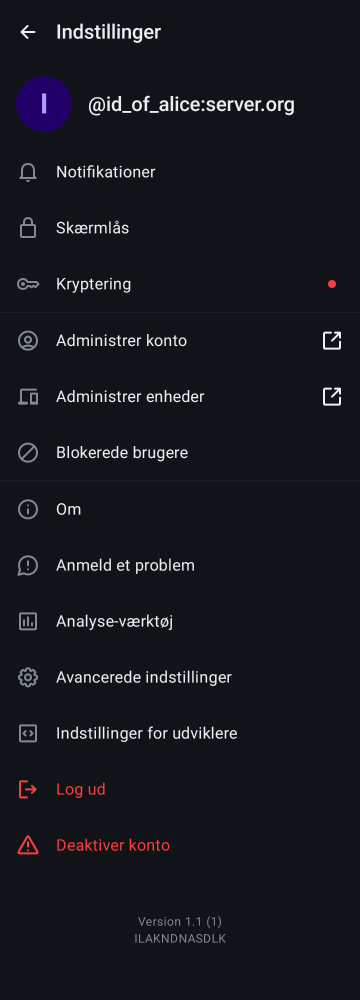 Indstillinger
I
@id_of_alice:server.org
Notifikationer
Skærmlås
Kryptering
Administrer konto
Administrer enheder
Blokerede brugere
Om
Anmeld et problem
Analyse-værktøj
Avancerede indstillinger
Indstillinger for udviklere
Log ud
Deaktiver konto
Version 1.1 (1)
ILAKNDNASDLK